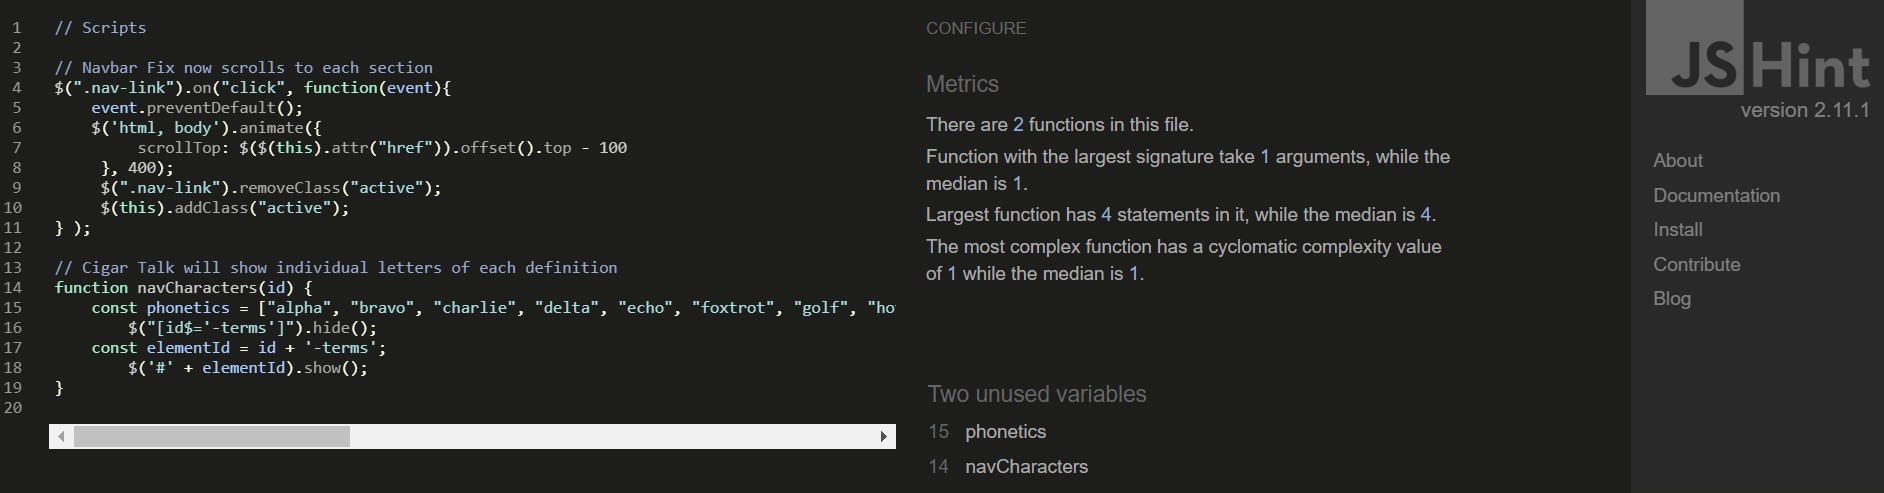 1 // Scripts
2
3 // Navbar Fix now scrolls to each section
4 $(".nav-link").on("click", function(event){
5 event.preventDefault();
6 $('html, body').animate({
7 scrollTop: $($(this).attr("href")).offset().top - 100
8 }, 400);
9 $(".nav-link").removeClass("active");
10 $(this).addClass("active");
11 } );
12
13 // Cigar Talk will show individual letters of each definition
14 function navCharacters(id) {
15 const phonetics = ["alpha", "bravo", "charlie", "delta", "echo", "foxtrot", "golf", "ho
16 $("[id$='-terms']").hide();
17 const elementId = id + '-terms';
18 $('#' + elementId).show();
19 }
20
CONFIGURE
Metrics
There are 2 functions in this file.
Function with the largest signature take 1 arguments, while the
median is 1.
Largest function has 4 statements in it, while the median is 4.
The most complex function has a cyclomatic complexity value
of 1 while the median is 1.
Two unused variables
15 phonetics
14 navCharacters
JSHint
version 2.11.1
About
Documentation
Install
Contribute
Blog